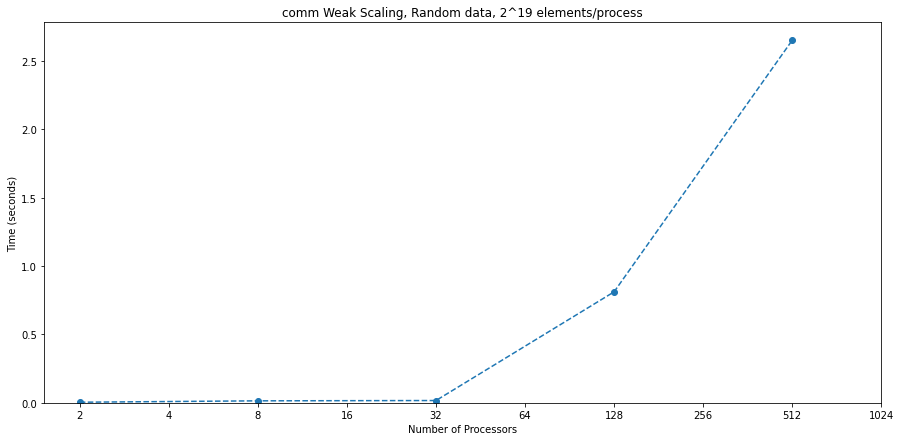 comm Weak Scaling, Random data, 2^19 elements/process
Time (seconds)
2.5
2.0
1.5
1.0
0.5
0.0
2 4 8 16 32 64 128 256 512 1024
Number of Processors